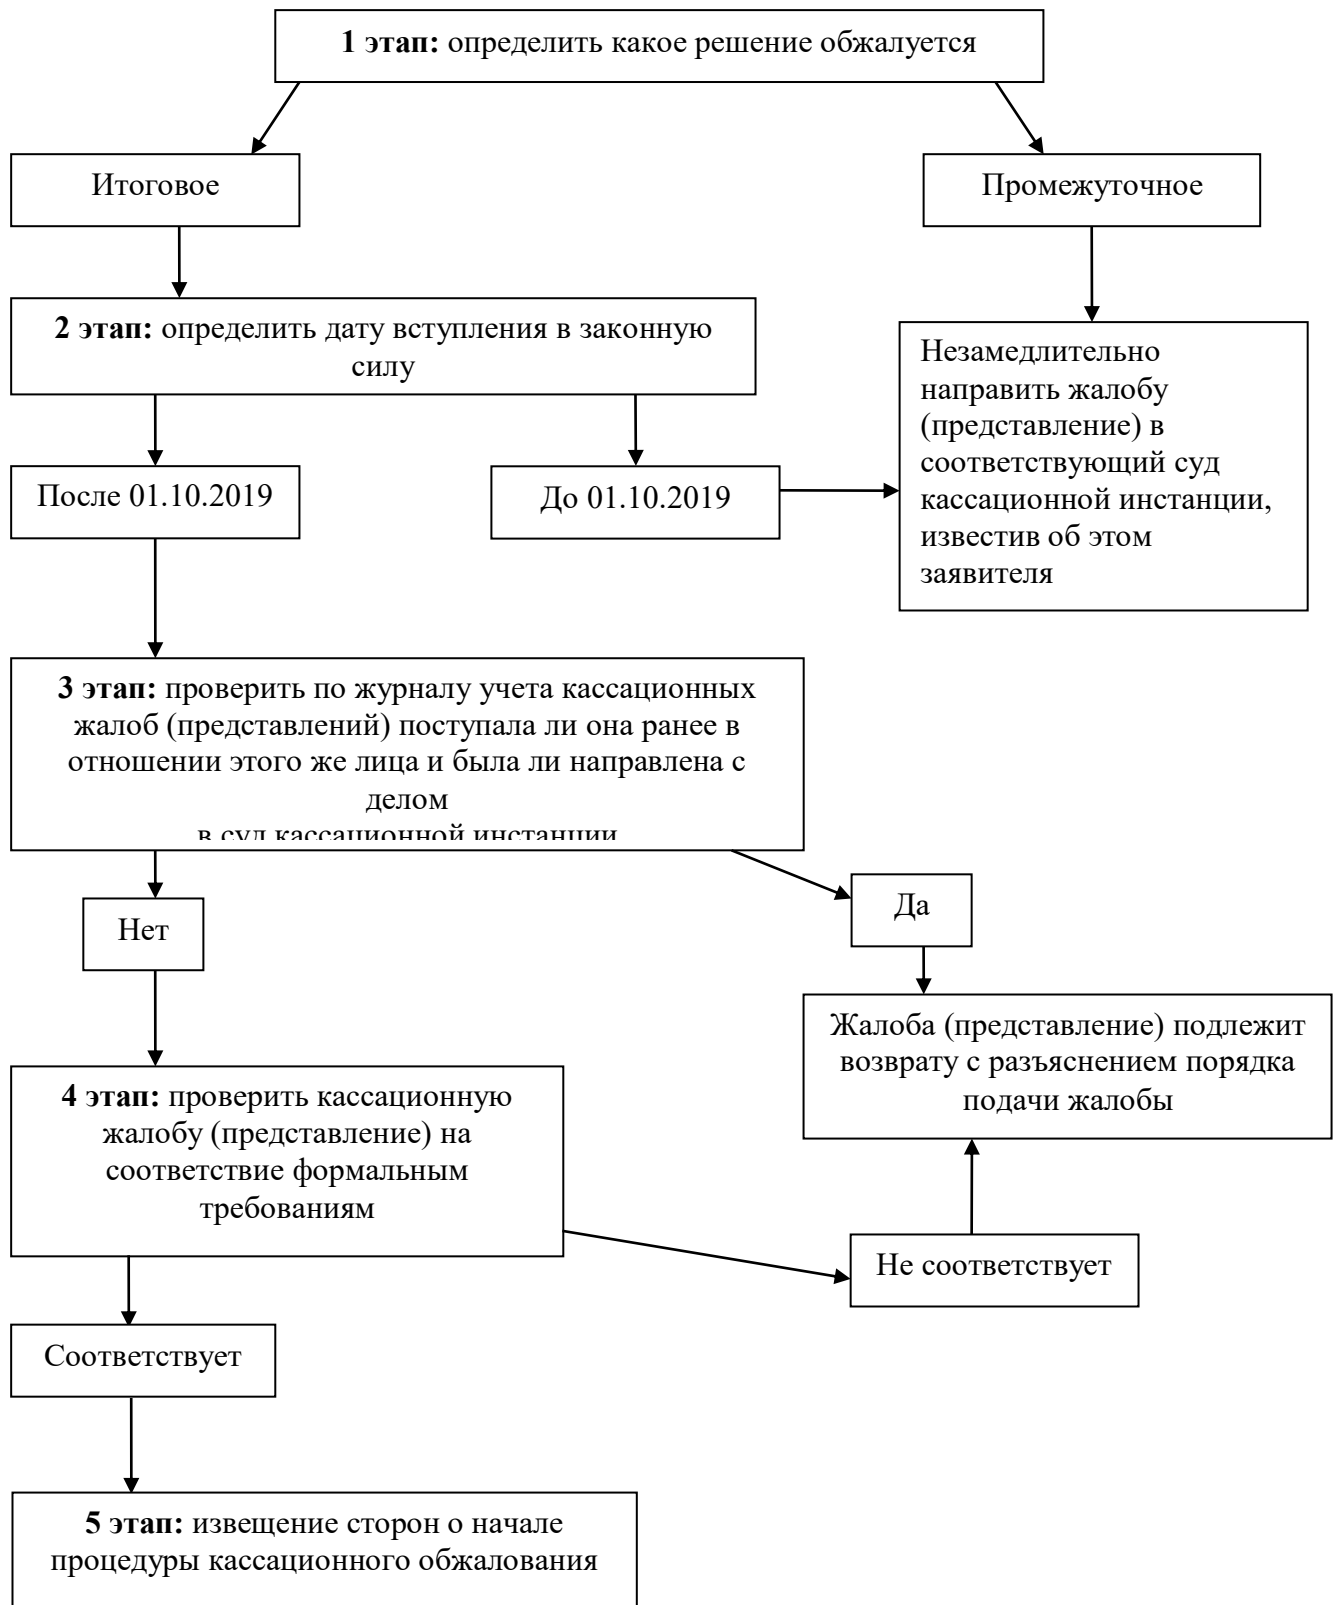 1 этап: определить какое решение обжалуется
Итоговое
Промежуточное
2 этап: определить дату вступления в законную
силу
Незамедлительно
направить жалобу
(представление) в
соответствующий суд
кассационной инстанции,
известив об этом
заявителя
После 01.10.2019
До 01.10.2019
3 этап: проверить по журналу учета кассационных
жалоб (представлений) поступала ли она ранее в
отношении этого же лица и была ли направлена с
делом
в суд кассационной инстанции
Да
Нет
Жалоба (представление) подлежит
возврату с разъяснением порядка
подачи жалобы
4 этап: проверить кассационную
жалобу (представление) на
соответствие формальным
требованиям
Не соответствует
Соответствует
5 этап: извещение сторон о начале
процедуры кассационного обжалования